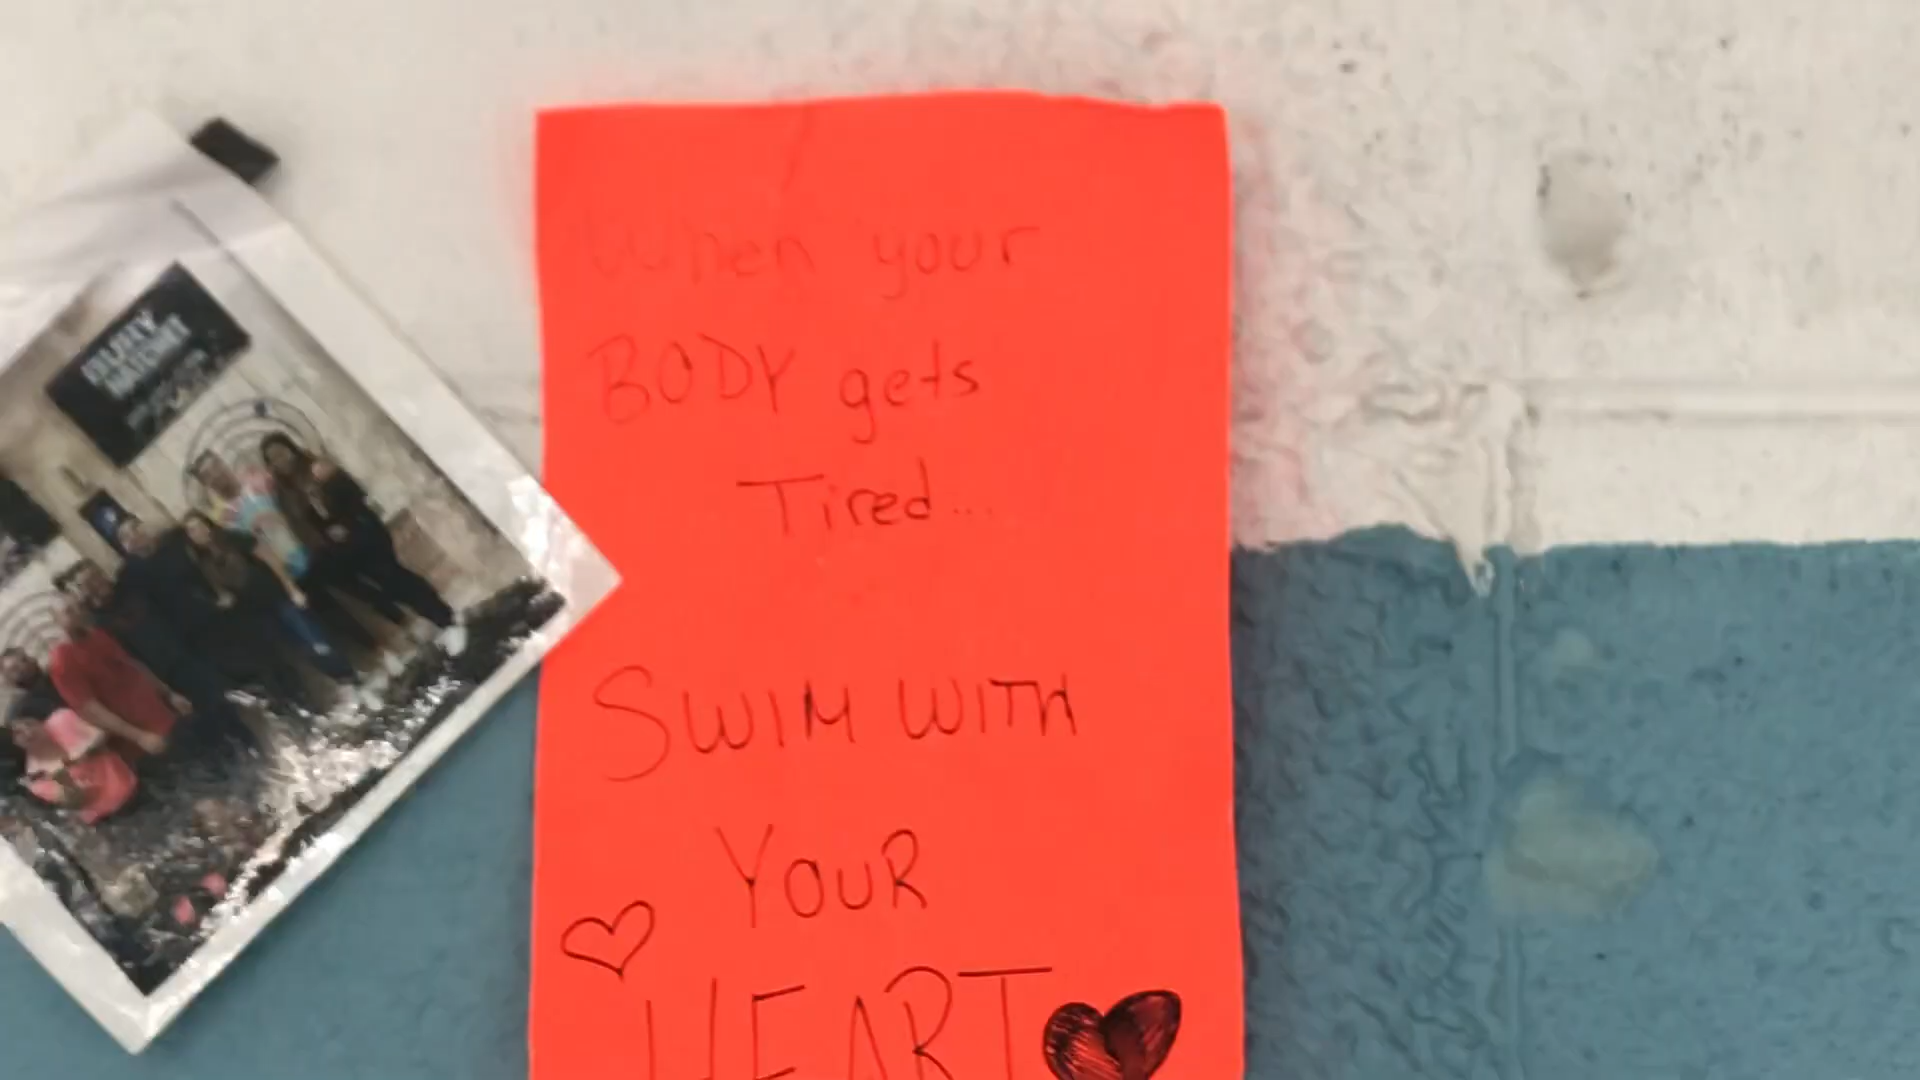 When your
BODY gets
Tired...
SWIM WITH
YOUR
HEART